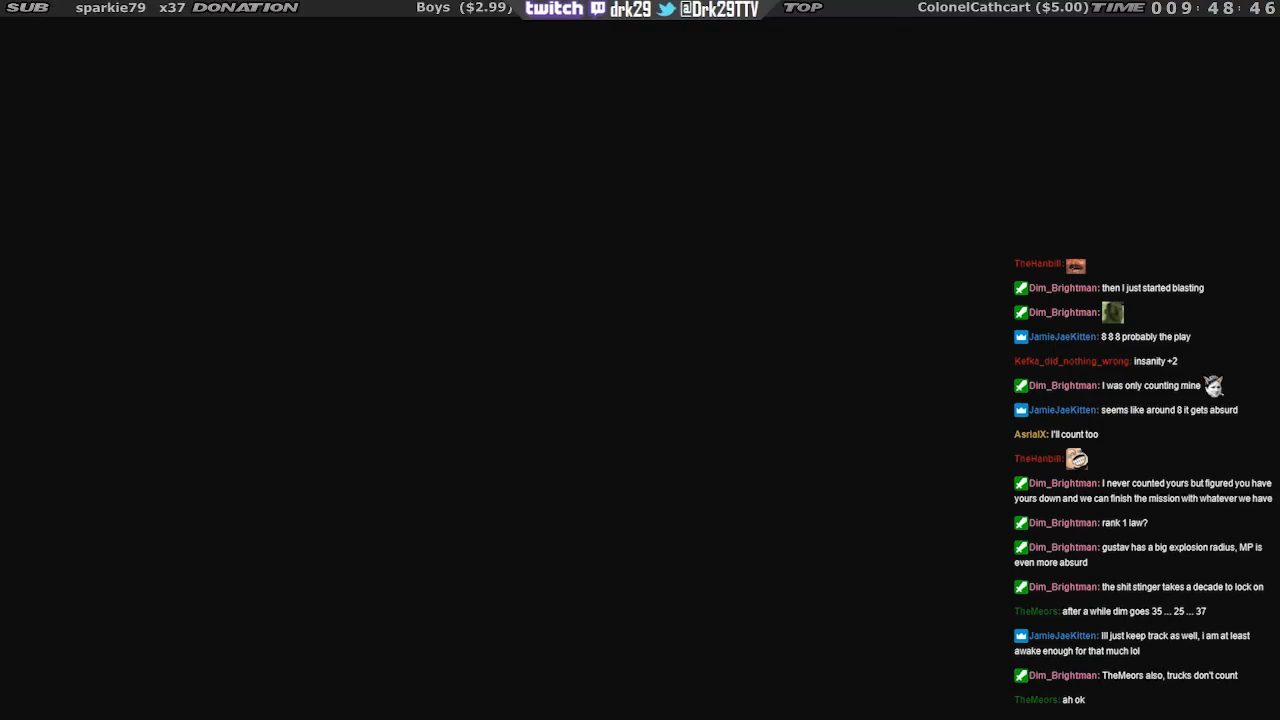 SUB sparkie79 x37 DONATION Boys ($2.99) twitch drk29 @Drk29TTV TOP ColonelCathcart ($5.00) TIME 009:48:46
TheHanbill:
Dim_Brightman: then I just started blasting
Dim_Brightman:
JamieJaeKitten: 8 8 8 probably the play
Kefka_did_nothing_wrong: insanity +2
Dim_Brightman: I was only counting mine
JamieJaeKitten: seems like around 8 it gets absurd
AsrialX: I'll count too
TheHanbill:
Dim_Brightman: I never counted yours but figured you have
yours down and we can finish the mission with whatever we have
Dim_Brightman: rank 1 law?
Dim_Brightman: gustav has a big explosion radius, MP is
even more absurd
Dim_Brightman: the shit stinger takes a decade to lock on
TheMeors: after a while dim goes 35 ... 25 ... 37
JamieJaeKitten: Ill just keep track as well, i am at least
awake enough for that much lol
Dim_Brightman: TheMeors also, trucks don't count
TheMeors: ah ok